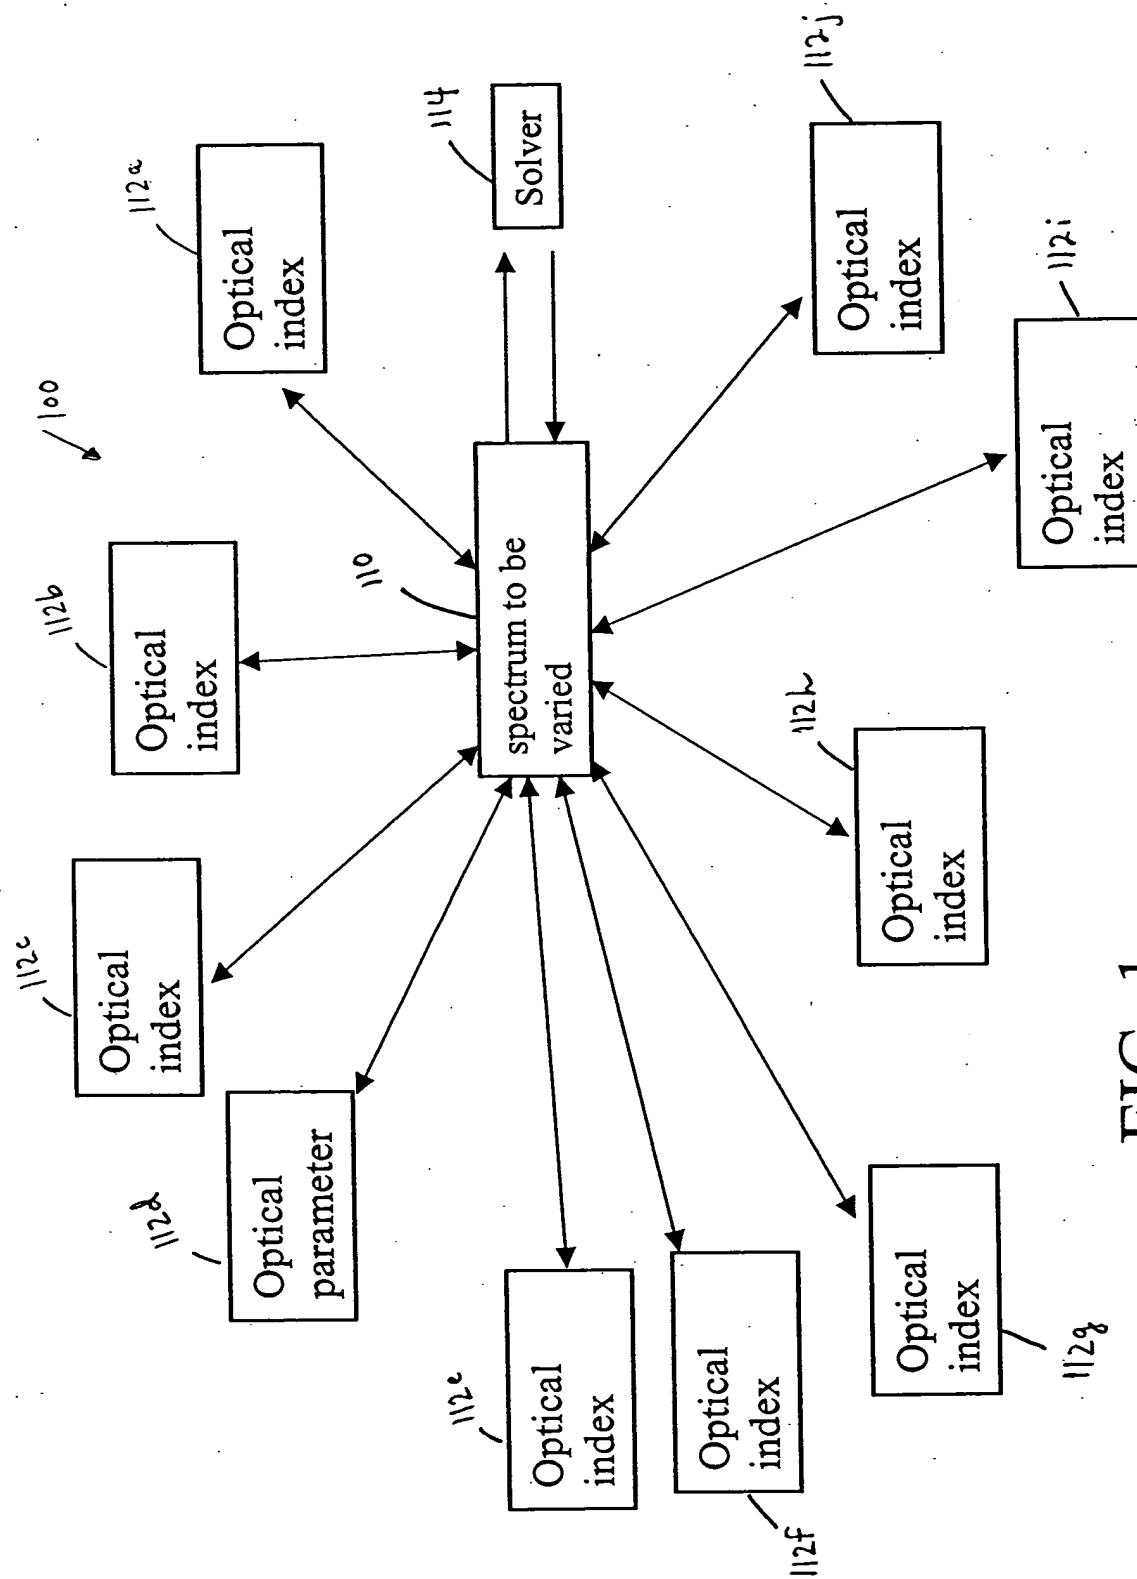 100
112c
Optical
index
112b
Optical
index
112a
Optical
index
112d
Optical
parameter
110
spectrum to be
varied
114
Solver
112e
Optical
index
112f
Optical
index
112g
Optical
index
112h
Optical
index
112i
Optical
index
112j
Optical
index
FIG. 1